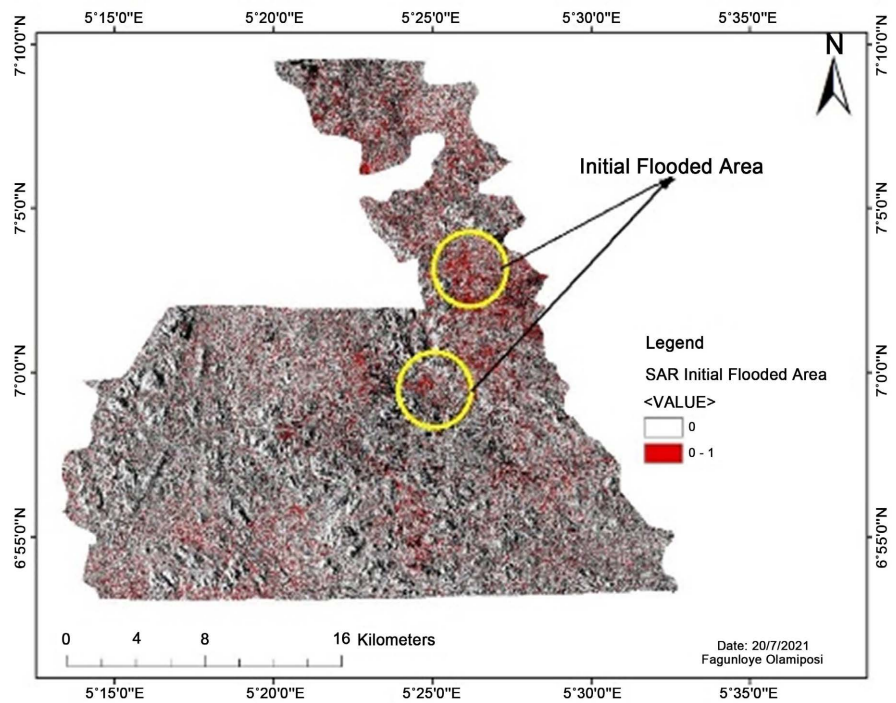 5°15'0"E 5°20'0"E 5°25'0"E 5°30'0"E 5°35'0"E
7°10'0"N 7°10'0"N
N
Initial Flooded Area
7°5'0"N 7°5'0"N
Legend
7°0'0"N 7°0'0"N
SAR Initial Flooded Area
<VALUE>
0
0 - 1
6°55'0"N 6°55'0"N
0 4 8 16 Kilometers
Date: 20/7/2021
Fagunloye Olamiposi
5°15'0"E 5°20'0"E 5°25'0"E 5°30'0"E 5°35'0"E